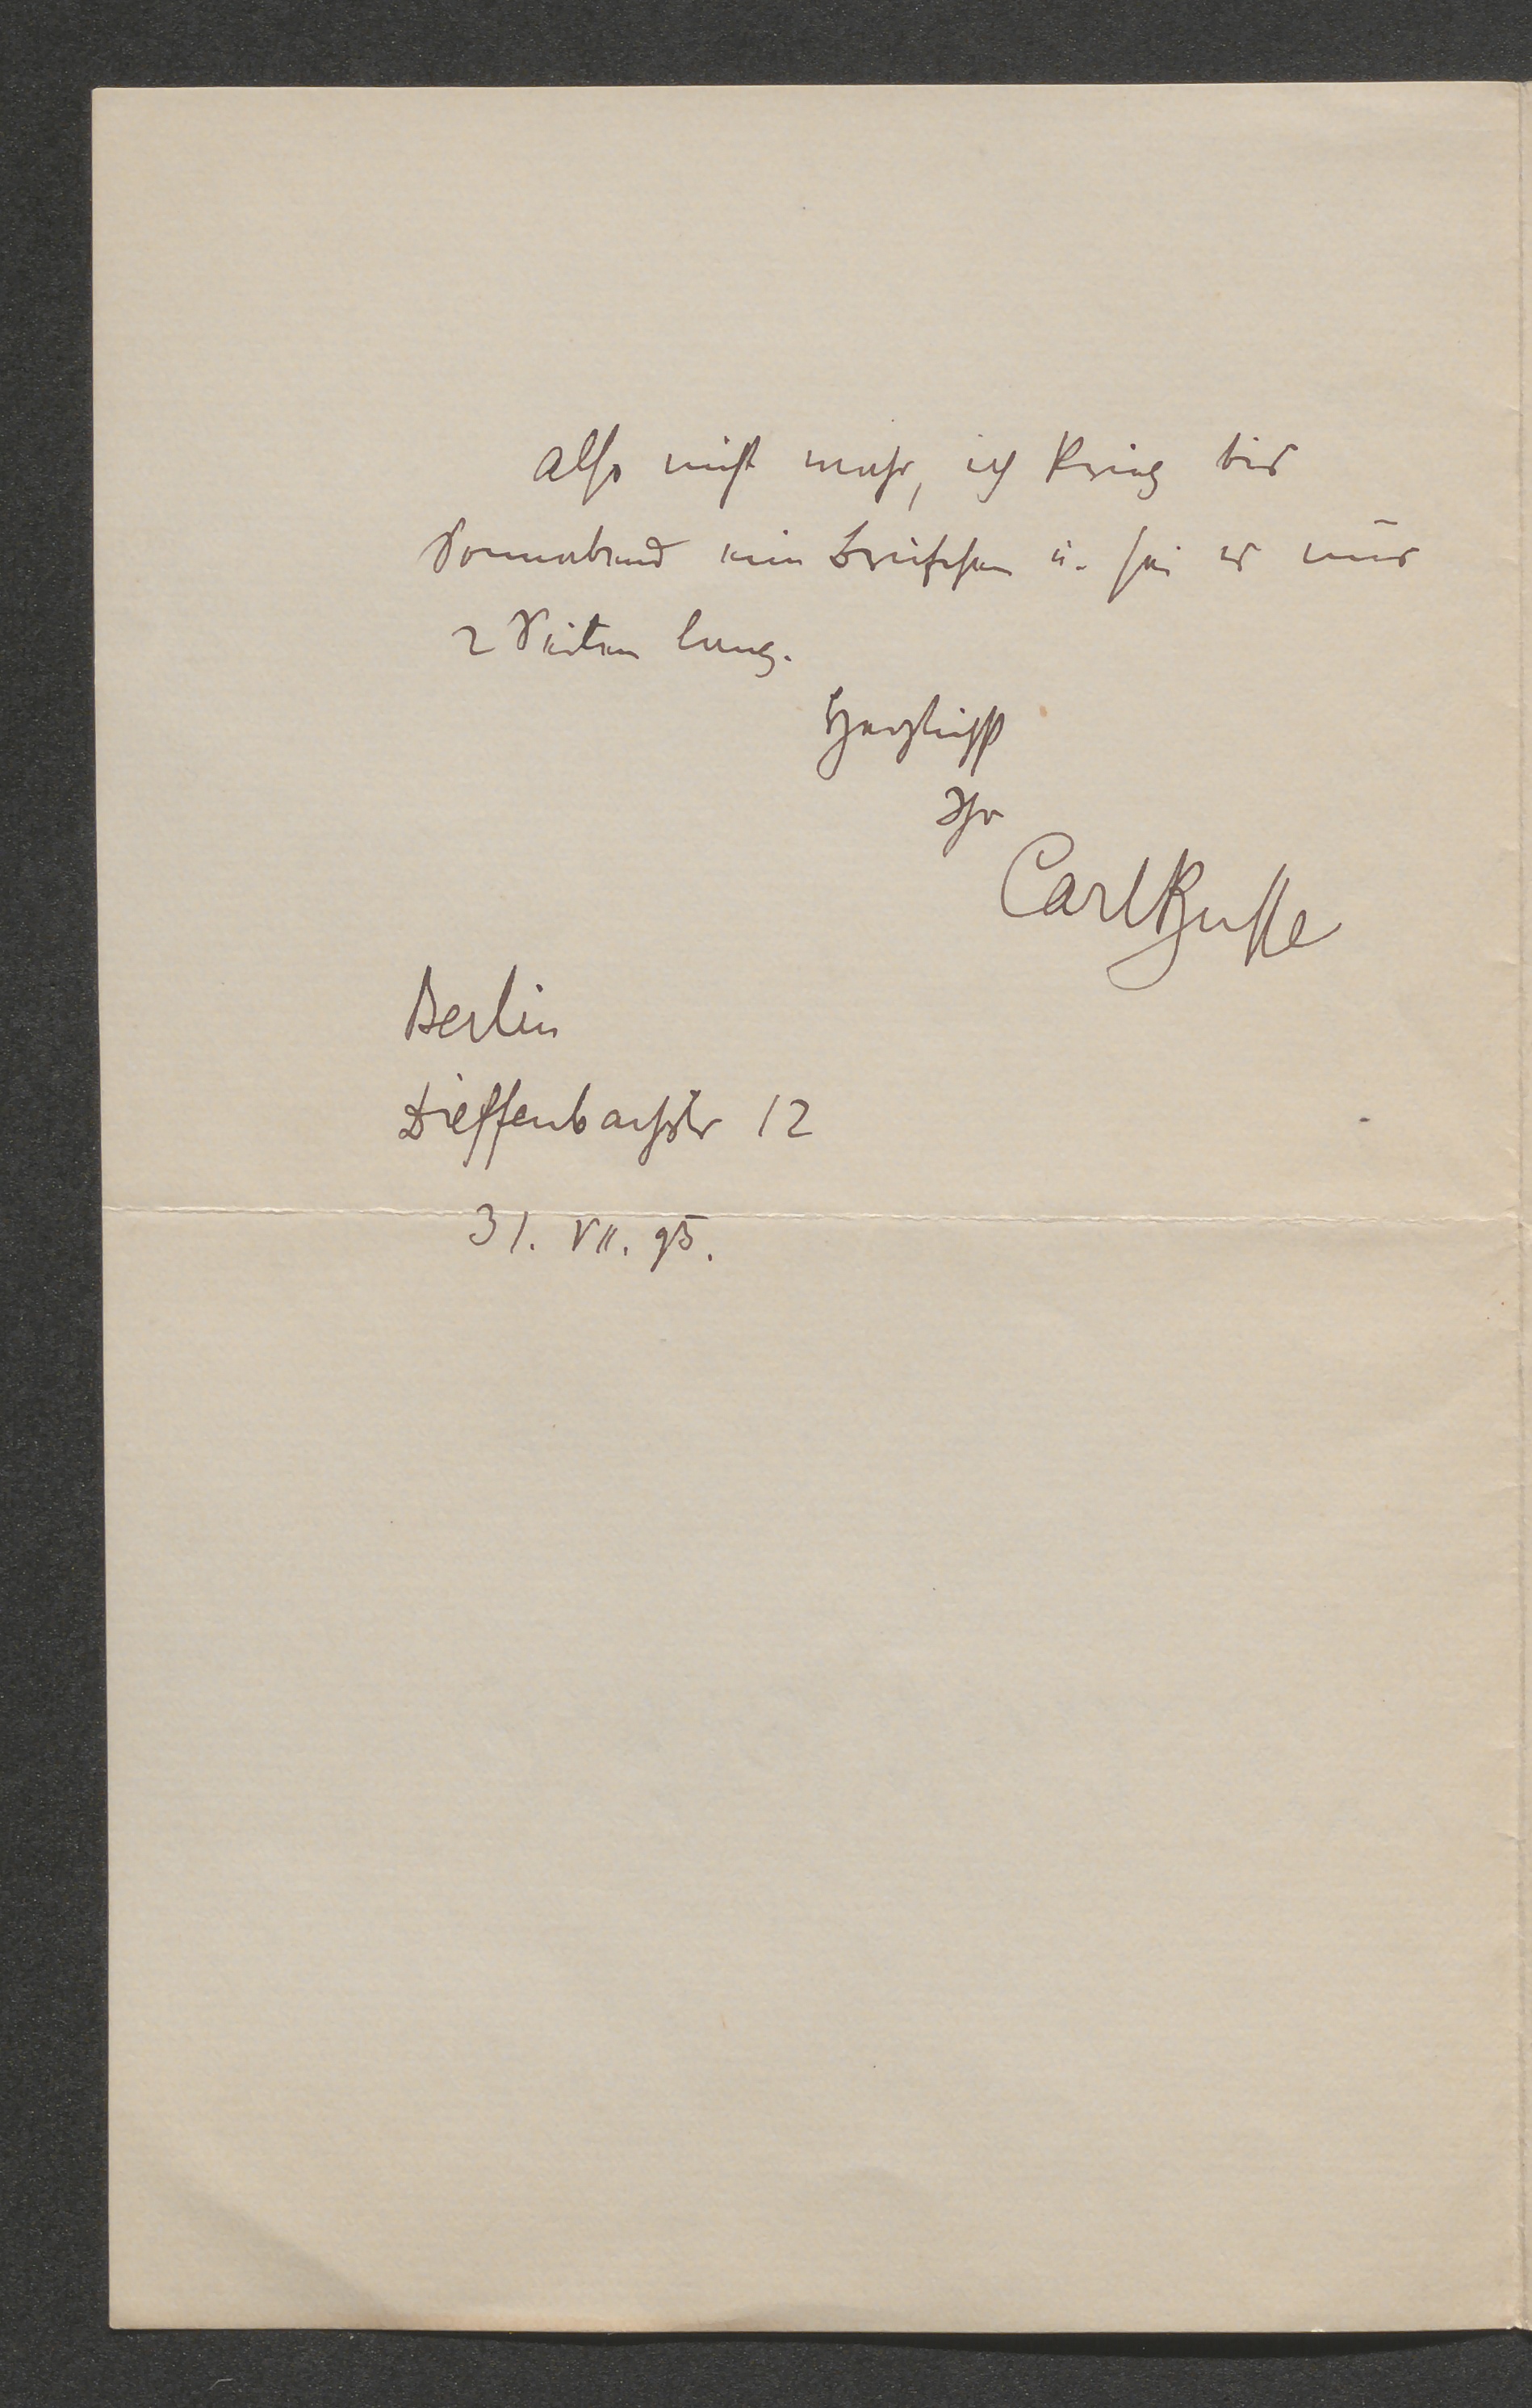 Also nicht wahr, ich krieg bis
Sonnabend ein Briefchen u. sei es nur
2 Seiten lang.
Herzlichst
Ihr
Carl Busse
Berlin
Dieffenbachstr 12
31. VII. 95.